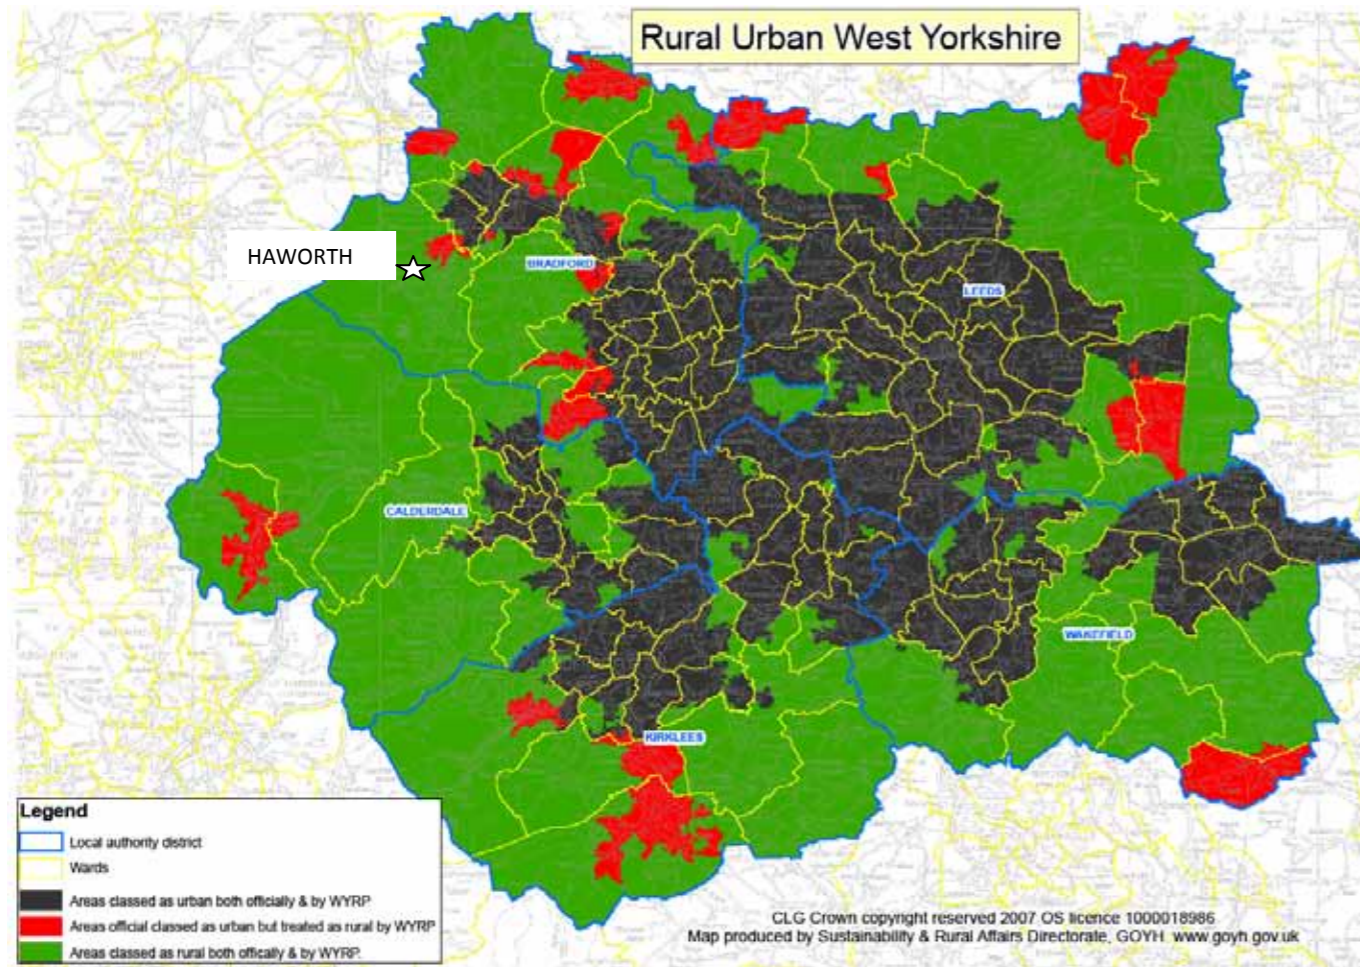 Rural Urban West Yorkshire
HAWORTH
BRADFORD
LEEDS
CALDERDALE
WAKEFIELD
KIRKLEES
Legend
Local authority district
Wards
Areas classed as urban both officially & by WYRP
Areas official classed as urban but treated as rural by WYRP
Areas classed as rural both offically & by WYRP.
CLG Crown copyright reserved 2007 OS licence 1000018986
Map produced by Sustainability & Rural Affairs Directorate, GOYH www.goyh.gov.uk